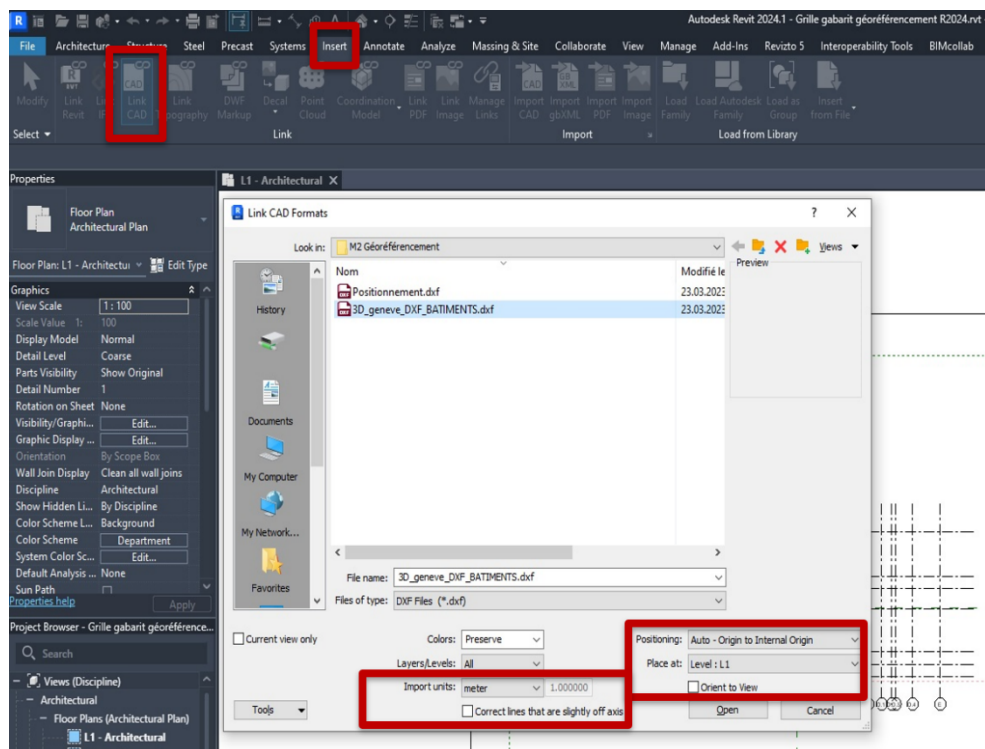 Autodesk Revit 2024.1 - Grille gabarit géoréférencement R2024.rvt -
File Architecture Structure Steel Precast Systems Insert Annotate Analyze Massing & Site Collaborate View Manage Add-Ins Revizto 5 Interoperability Tools BIMcollab
Modify Link Revit Link CAD Link Topography DWF Markup Decal Point Cloud Coordination Model Link PDF Link Image Manage Links Import CAD Import gbXML Import PDF Import Image Load Family Load Autodesk Family Load as Group Insert from File
Select Link Import Load from Library
Properties
L1 - Architectural X
Floor Plan
Architectural Plan
Floor Plan: L1 - Architectur Edit Type
Graphics
View Scale 1 : 100
Scale Value 1: 100
Display Model Normal
Detail Level Coarse
Parts Visibility Show Original
Detail Number 1
Rotation on Sheet None
Visibility/Graphi... Edit...
Graphic Display ... Edit...
Orientation By Scope Box
Wall Join Display Clean all wall joins
Discipline Architectural
Show Hidden Li... By Discipline
Color Scheme L... Background
Color Scheme Department
System Color Sc... Edit...
Default Analysis ... None
Sun Path
Properties help Apply
Project Browser - Grille gabarit géoréférence...
Search
Views (Discipline)
Architectural
Floor Plans (Architectural Plan)
L1 - Architectural
Link CAD Formats ? X
Look in: M2 Géoréférencement Views
Nom Modifié le
Positionnement.dxf 23.03.2023
3D_geneve_DXF_BATIMENTS.dxf 23.03.2023
Preview
History
Documents
My Computer
My Network...
Favorites
File name: 3D_geneve_DXF_BATIMENTS.dxf
Files of type: DXF Files (*.dxf)
Current view only
Colors: Preserve
Layers/Levels: All
Import units: meter 1.000000
Correct lines that are slightly off axis
Positioning: Auto - Origin to Internal Origin
Place at: Level : L1
Orient to View
Tools Open Cancel